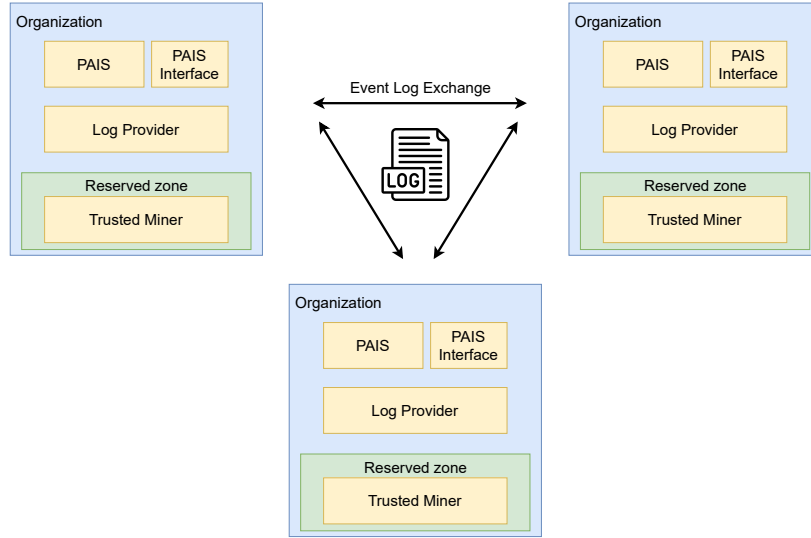 Organization
PAIS
PAIS
Interface
Log Provider
Reserved zone
Trusted Miner
Event Log Exchange
LOG
Organization
PAIS
PAIS
Interface
Log Provider
Reserved zone
Trusted Miner
Organization
PAIS
PAIS
Interface
Log Provider
Reserved zone
Trusted Miner